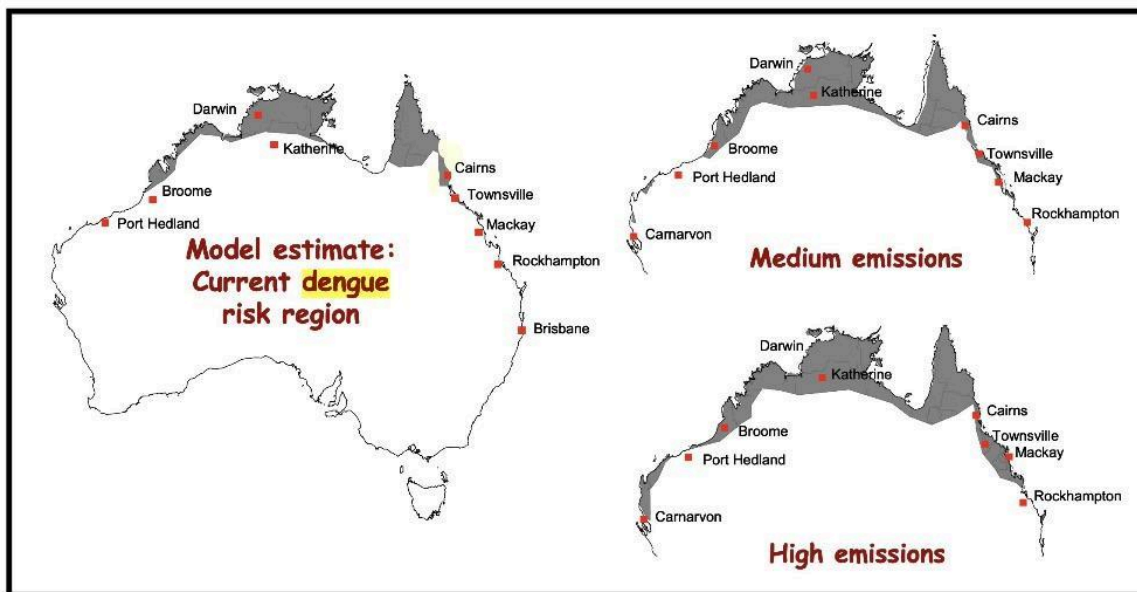 Darwin
Katherine
Broome
Port Hedland
Cairns
Townsville
Mackay
Rockhampton
Brisbane
Model estimate:
Current dengue
risk region
Darwin
Katherine
Broome
Port Hedland
Carnarvon
Cairns
Townsville
Mackay
Rockhampton
Medium emissions
Darwin
Katherine
Broome
Port Hedland
Carnarvon
Cairns
Townsville
Mackay
Rockhampton
High emissions